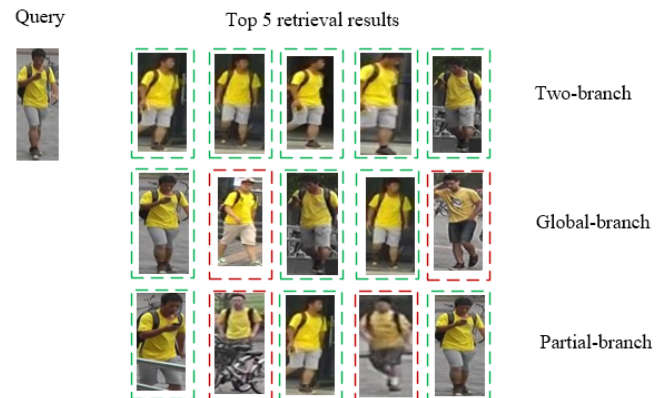 Query
Top 5 retrieval results
Two-branch
Global-branch
Partial-branch